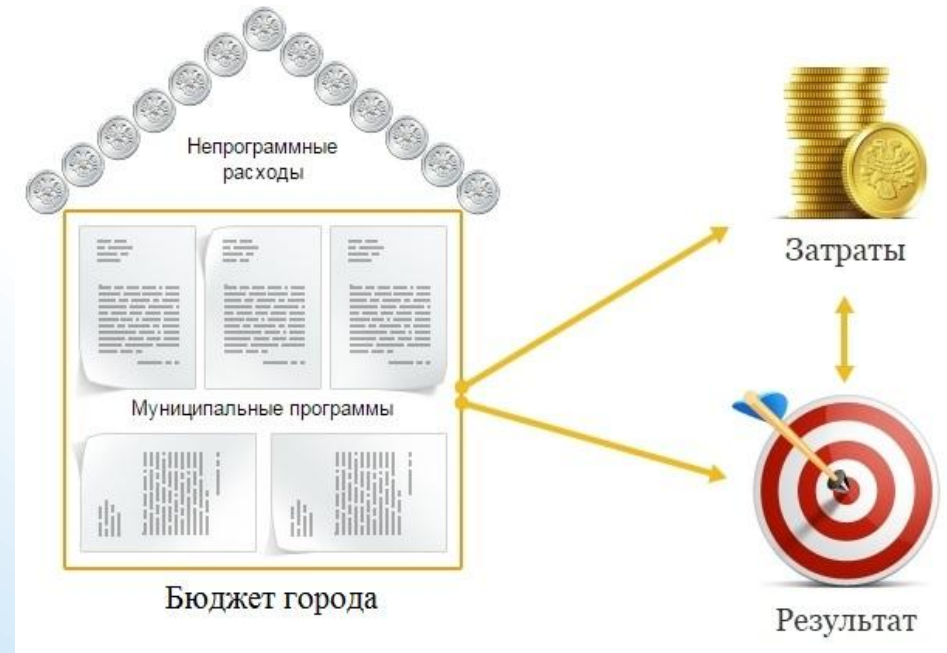 Непрограммные
расходы
Муниципальные программы
Бюджет города
Затраты
Результат